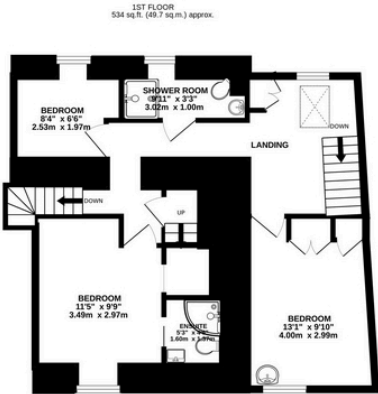 1ST FLOOR
534 sq.ft. (49.7 sq.m.) approx.
SHOWER ROOM
9'11" x 3'3"
3.02m x 1.00m
BEDROOM
8'4" x 6'6"
2.53m x 1.97m
DOWN
LANDING
DOWN
UP
BEDROOM
11'5" x 9'9"
3.49m x 2.97m
ENSUITE
5'3" x
1.60m x
BEDROOM
13'1" x 9'10"
4.00m x 2.99m